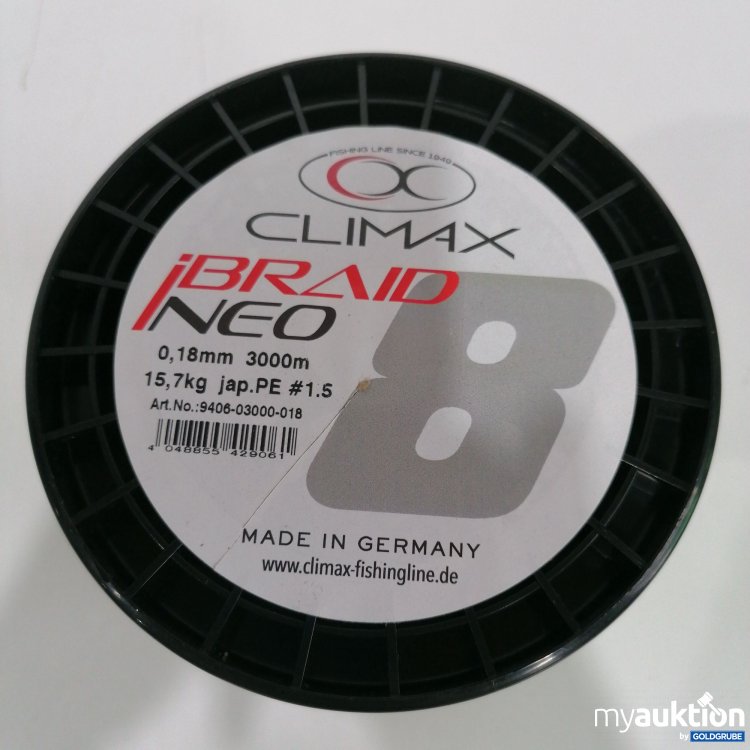 FISHING LINE SINCE 1949
CLIMAX
iBRAID
NEO
8
0,18mm 3000m
15,7kg jap.PE #1.5
Art.No.:9406-03000-018
4 048855 429061
MADE IN GERMANY
www.climax-fishingline.de
myauktion
by GOLDGRUBE